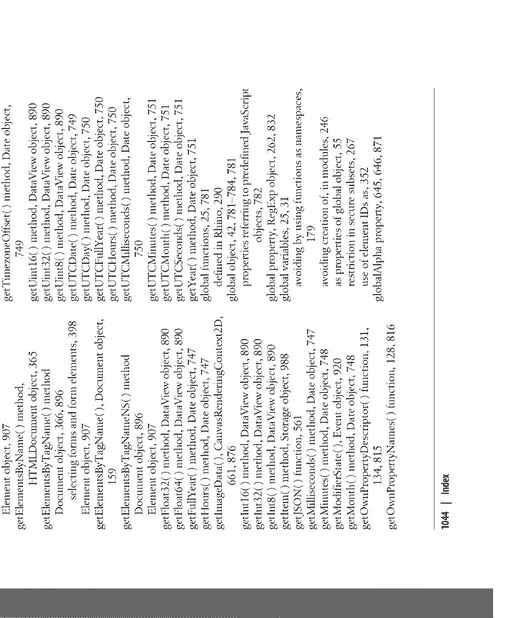 Element object, 907
getElementsByName() method,
HTMLDocument object, 365
getElementsByTagName() method
Document object, 366, 896
selecting forms and form elements, 398
Element object, 907
getElementsByTagName(), Document object,
159
getElementsByTagNameNS() method
Document object, 896
Element object, 907
getFloat32() method, DataView object, 890
getFloat64() method, DataView object, 890
getFullYear() method, Date object, 747
getHours() method, Date object, 747
getImageData(), CanvasRenderingContext2D,
661, 876
getInt16() method, DataView object, 890
getInt32() method, DataView object, 890
getInt8() method, DataView object, 890
getItem() method, Storage object, 988
getJSON() function, 561
getMilliseconds() method, Date object, 747
getMinutes() method, Date object, 748
getModifierState(), Event object, 920
getMonth() method, Date object, 748
getOwnPropertyDescriptor() function, 131,
134, 815
getOwnPropertyNames() function, 128, 816
getTimezoneOffset() method, Date object,
749
getUint16() method, DataView object, 890
getUint32() method, DataView object, 890
getUint8() method, DataView object, 890
getUTCDate() method, Date object, 749
getUTCDay() method, Date object, 750
getUTCFullYear() method, Date object, 750
getUTCHours() method, Date object, 750
getUTCMilliseconds() method, Date object,
750
getUTCMinutes() method, Date object, 751
getUTCMonth() method, Date object, 751
getUTCSeconds() method, Date object, 751
getYear() method, Date object, 751
global functions, 25, 781
defined in Rhino, 290
global object, 42, 781–784, 781
properties referring to predefined JavaScript
objects, 782
global property, RegExp object, 262, 832
global variables, 25, 31
avoiding by using functions as namespaces,
179
avoiding creation of, in modules, 246
as properties of global object, 55
restriction in secure subsets, 267
use of element IDs as, 352
globalAlpha property, 645, 646, 871
1044 | Index